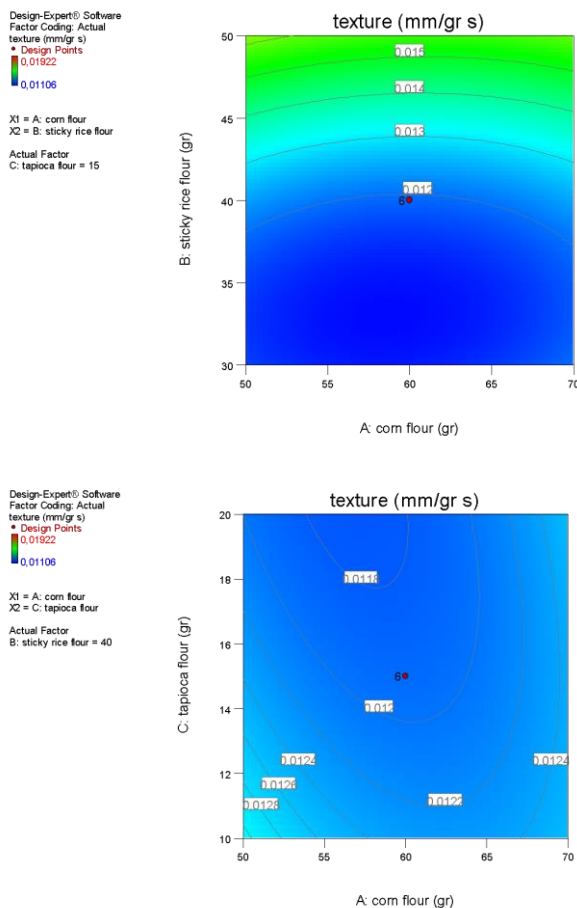 Design-Expert® Software
Factor Coding: Actual
texture (mm/gr s)
Design Points
0,01922
0,01106
X1 = A: corn flour
X2 = B: sticky rice flour
Actual Factor
C: tapioca flour = 15
texture (mm/gr s)
50
45
40
35
30
B: sticky rice flour (gr)
0.015
0.014
0.013
0.012
6
50
55
60
65
70
A: corn flour (gr)
Design-Expert® Software
Factor Coding: Actual
texture (mm/gr s)
Design Points
0,01922
0,01106
X1 = A: corn flour
X2 = C: tapioca flour
Actual Factor
B: sticky rice flour = 40
texture (mm/gr s)
20
18
16
14
12
10
C: tapioca flour (gr)
0.0118
6
0.012
0.0124
0.0124
0.0126
0.0128
0.0122
50
55
60
65
70
A: corn flour (gr)